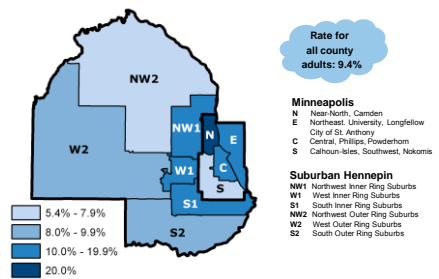 Rate for
all county
adults: 9.4%
NW2
W2
NW1
N
E
W1
C
S
S1
S2
5.4% - 7.9%
8.0% - 9.9%
10.0% - 19.9%
20.0%
Minneapolis
N Near-North, Camden
E Northeast. University, Longfellow
City of St. Anthony
C Central, Phillips, Powderhorn
S Calhoun-Isles, Southwest, Nokomis
Suburban Hennepin
NW1 Northwest Inner Ring Suburbs
W1 West Inner Ring Suburbs
S1 South Inner Ring Suburbs
NW2 Northwest Outer Ring Suburbs
W2 West Outer Ring Suburbs
S2 South Outer Ring Suburbs